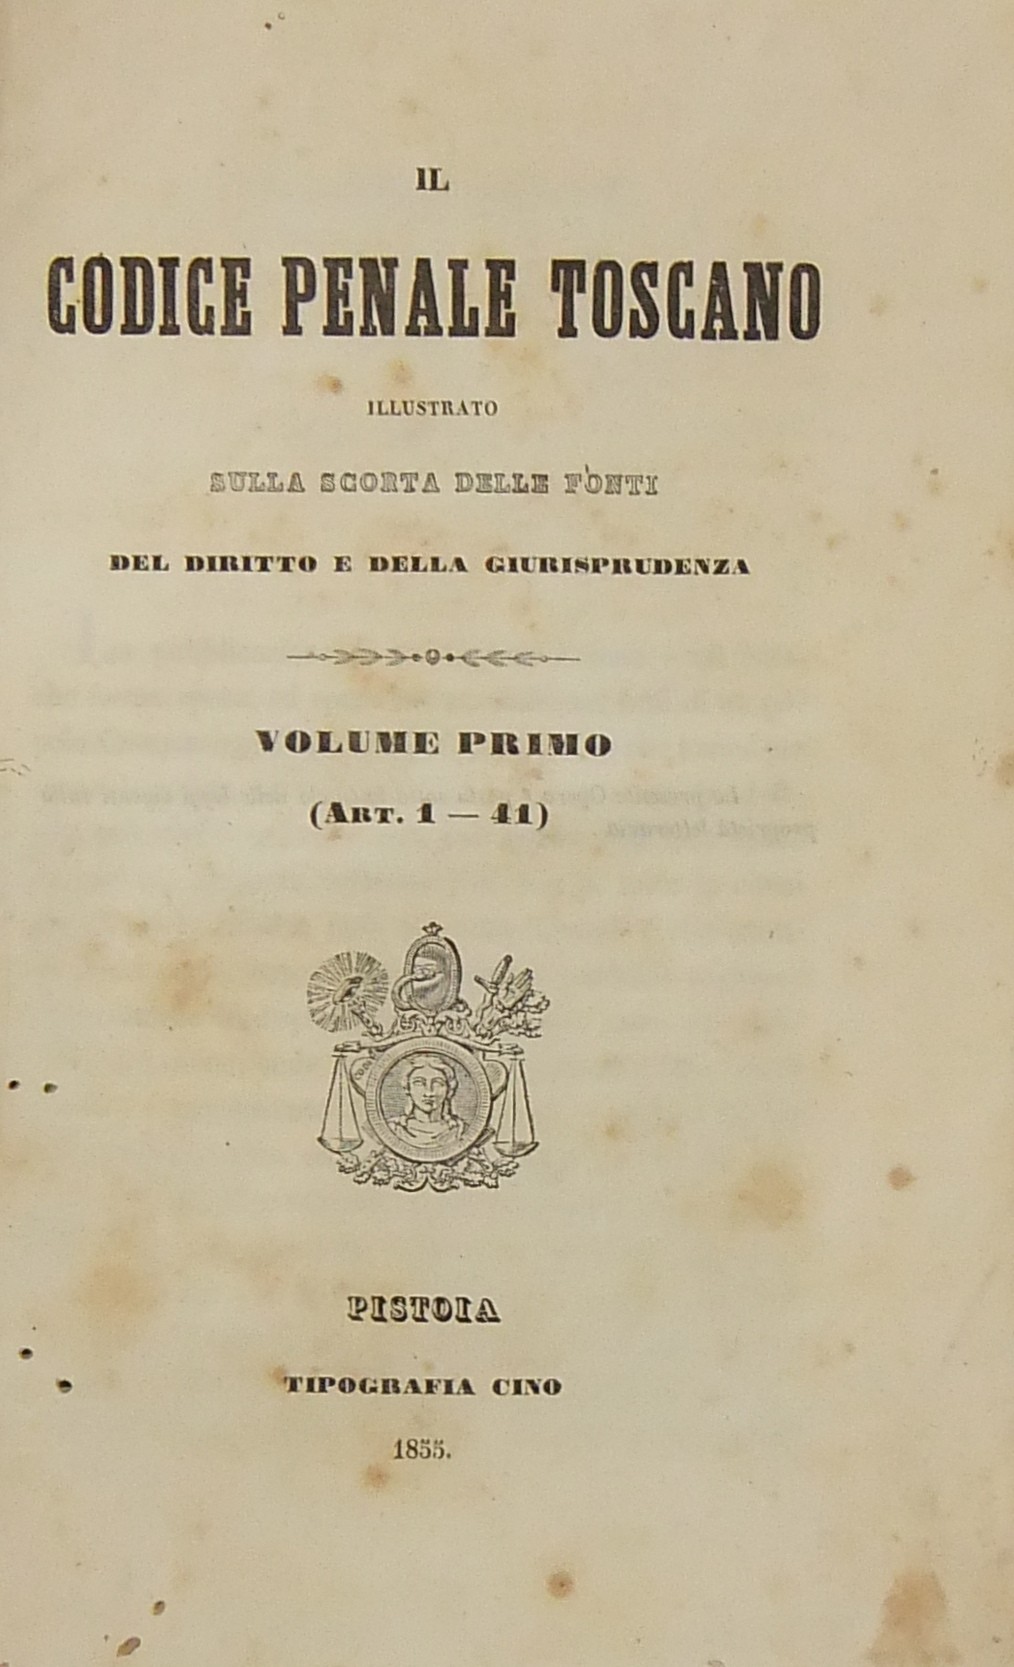 IL
CODICE PENALE TOSCANO
ILLUSTRATO
SULLA SCORTA DELLE FONTI
DEL DIRITTO E DELLA GIURISPRUDENZA
VOLUME PRIMO
(ART. 1 — 41)
PISTOIA
TIPOGRAFIA CINO
1855.